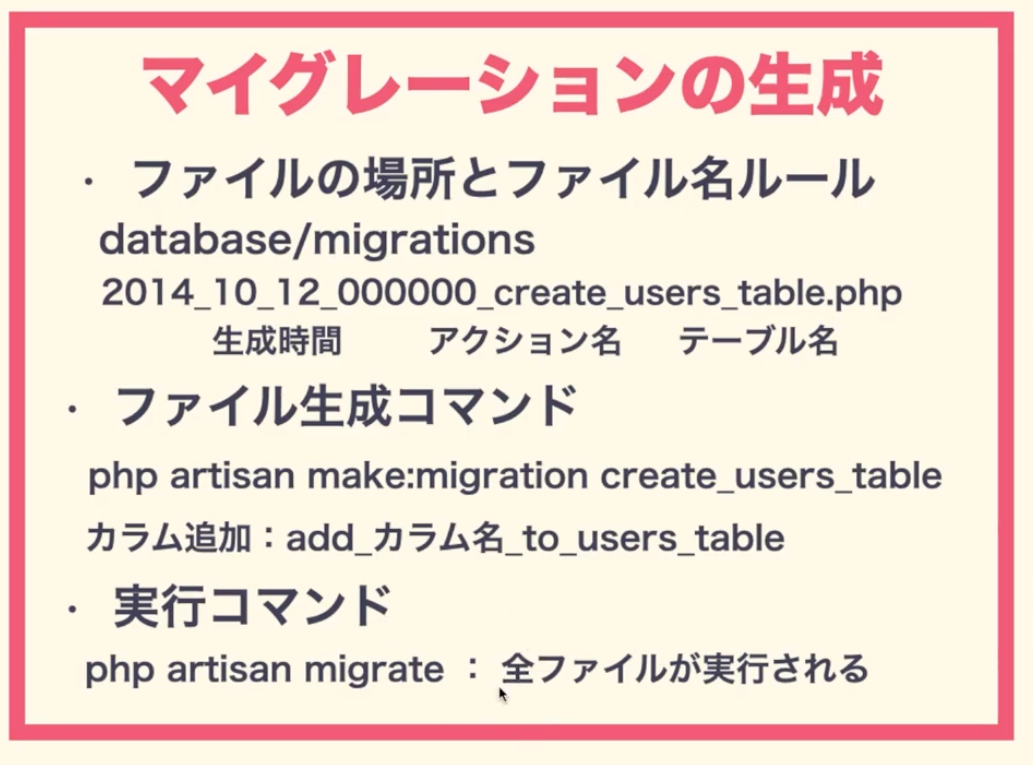 マイグレーションの生成
・ ファイルの場所とファイル名ルール
database/migrations
2014_10_12_000000_create_users_table.php
生成時間 アクション名 テーブル名
・ ファイル生成コマンド
php artisan make:migration create_users_table
カラム追加：add_カラム名_to_users_table
・ 実行コマンド
php artisan migrate ： 全ファイルが実行される